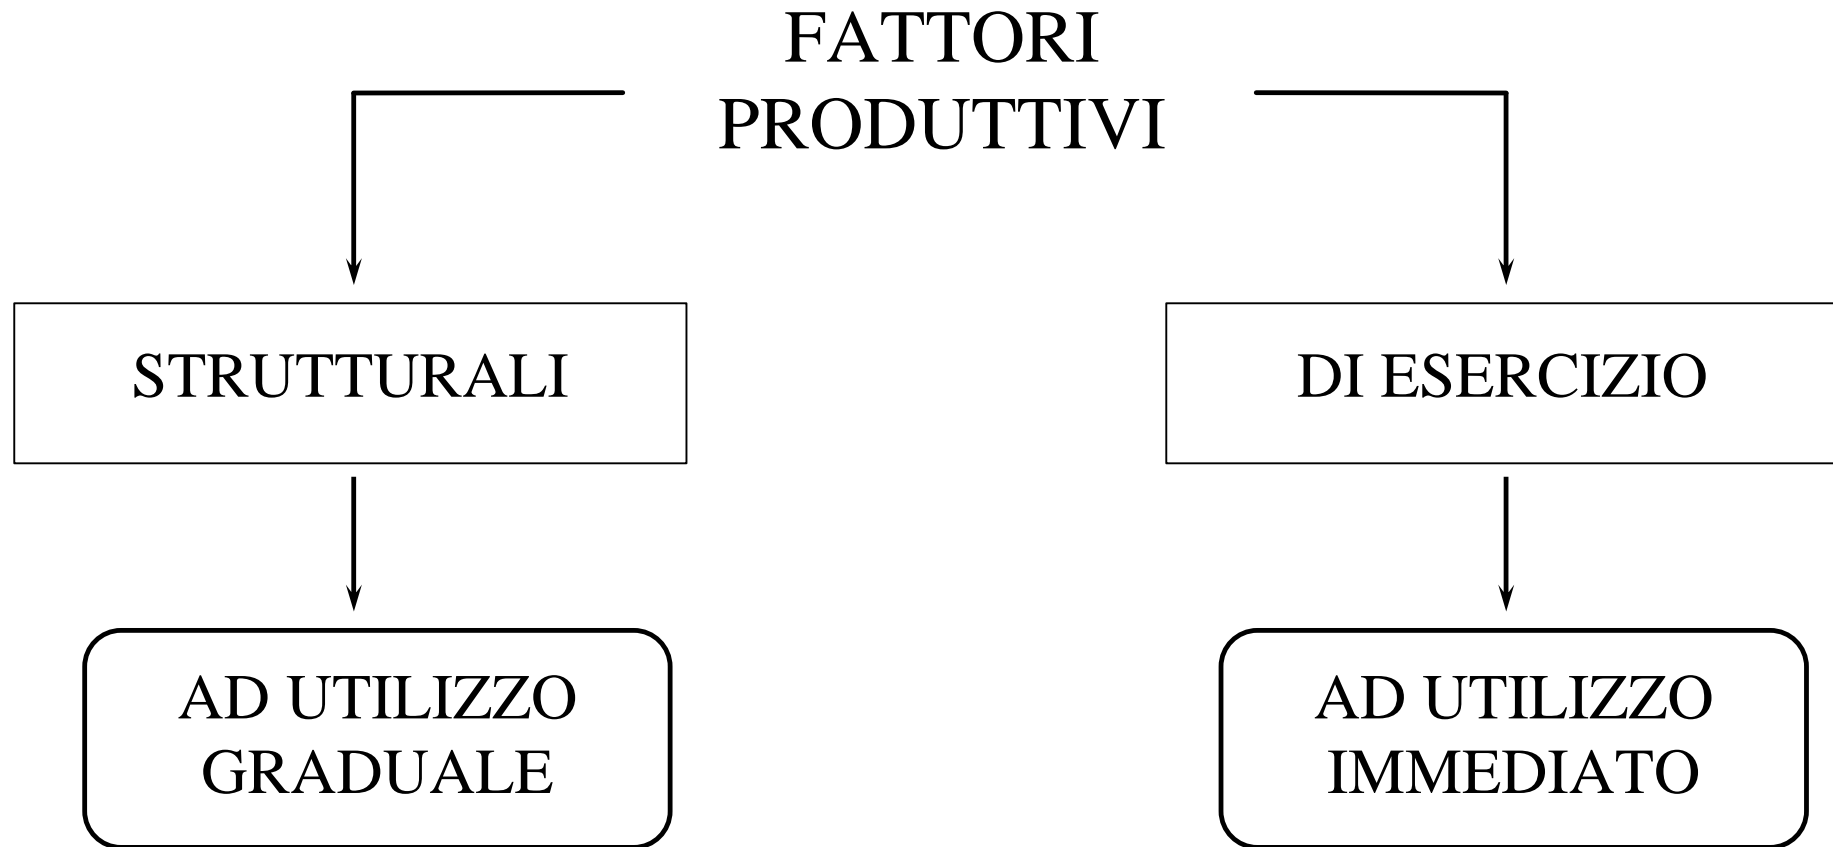 FATTORI
PRODUTTIVI
STRUTTURALI
DI ESERCIZIO
AD UTILIZZO
GRADUALE
AD UTILIZZO
IMMEDIATO